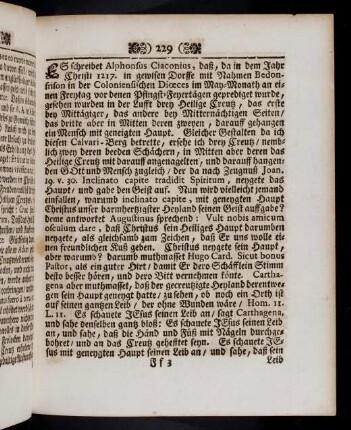 229
ES schreibet Alphonsus Ciaconius, daß, da in dem Jahr
Christi 1217. in gewisen Dorffe mit Nahmen Bedon-
frison in der Coloniensischen Dioeces im May-Monath an ei-
nen Freytag vor denen Pfingst-Feyertägen geprediget wurde,
gesehen wurden in der Lufft drey Heilige Creutz, das erste
bey Mittägiger, das andere bey Mitternächtigen Seiten,
das dritte aber in Mitten deren zweyen, darauff gehangen
ein Mensch mit geneigten Haupt. Gleicher Gestalten da ich
diesen Calvari-Berg betrette, ersehe ich drey Creutz, nemb-
lich zwey deren beyden Schächern, in Mitten aber deren das
Heilige Creutz mit darauff angenagelten, und darauff hangen-
den GOtt und Mensch zugleich, der da nach Zeugnuß Joan.
19. v. 30. Inclinato capite tradidit Spiritum, neygete das
Haupt, und gabe den Geist auf. Nun wird vielleicht jemand
einfallen, warumb inclinato capite, mit geneygten Haupt
Christus unser barmhertzigster Heyland seinen Geist auffgabe?
deme antwortet Augustinus sprechend: Vult nobis amicum
osculum dare, daß Christus sein Heiliges Haupt darumben
neygte, als gleichsamb zum Zeichen, daß Er uns wolle ei-
nen freundlichen Kuß geben. Christus neygete sein Haupt,
aber warumb? darumb muthmasset Hugo Card. Sicut bonus
Pastor, als ein guter Hirt, damit Er der Schäfflein Stimm
desto besser hören, und dero Bitt vernehmen könte. Cartha-
gena aber muthmasset, daß der gecreutzigte Heyland derentwe-
gen sein Haupt geneygt hatte, zu sehen, ob noch ein Orth ist
auf seinen gantzen Leib, der ohne Wunden wäre, Hom. 11.
L. 11. Es schauete JEsus seinen Leib an, sagt Carthagena,
und sahe denselben gantz bloß: Es schauete JEsus seinen Leib
an, und sahe, daß die Händ und Füß mit Nägeln durchge-
bohret, und an das Creutz gehefftet seyn. Es schauete JE-
sus mit geneygten Haupt seinen Leib an, und sahe, daß sein
Ff 3
Leib